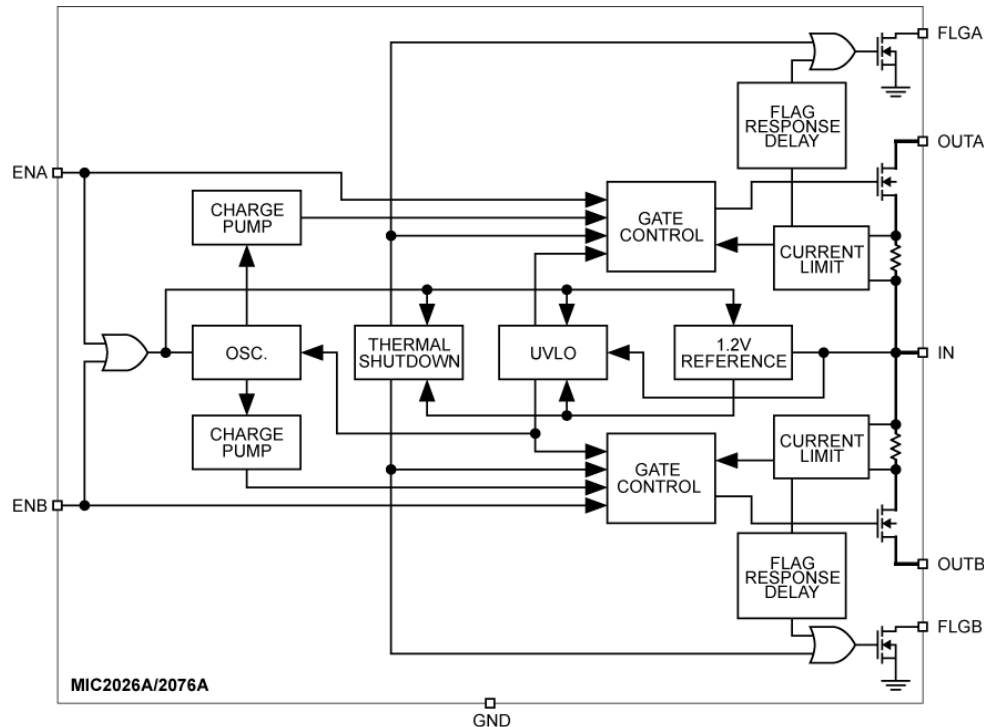 FLGA
FLAG
RESPONSE
DELAY
OUTA
ENA
CHARGE
PUMP
GATE
CONTROL
CURRENT
LIMIT
OSC.
THERMAL
SHUTDOWN
UVLO
1.2V
REFERENCE
IN
CHARGE
PUMP
GATE
CONTROL
CURRENT
LIMIT
ENB
FLAG
RESPONSE
DELAY
OUTB
FLGB
MIC2026A/2076A
GND